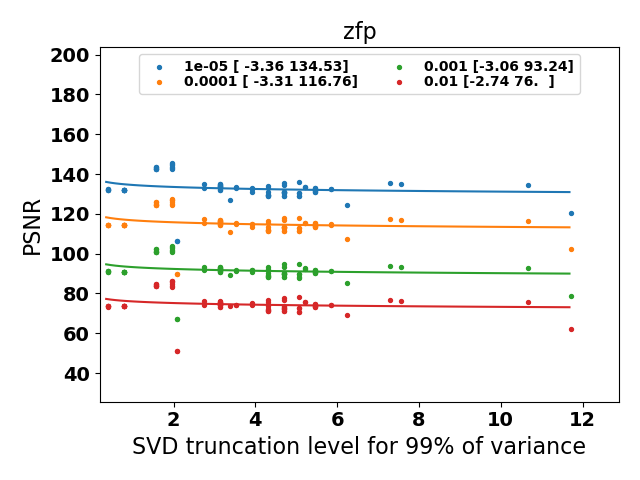 zfp
1e-05 [ -3.36 134.53]
0.0001 [ -3.31 116.76]
0.001 [-3.06 93.24]
0.01 [-2.74 76.  ]
PSNR
200
180
160
140
120
100
80
60
40
2 4 6 8 10 12
SVD truncation level for 99% of variance